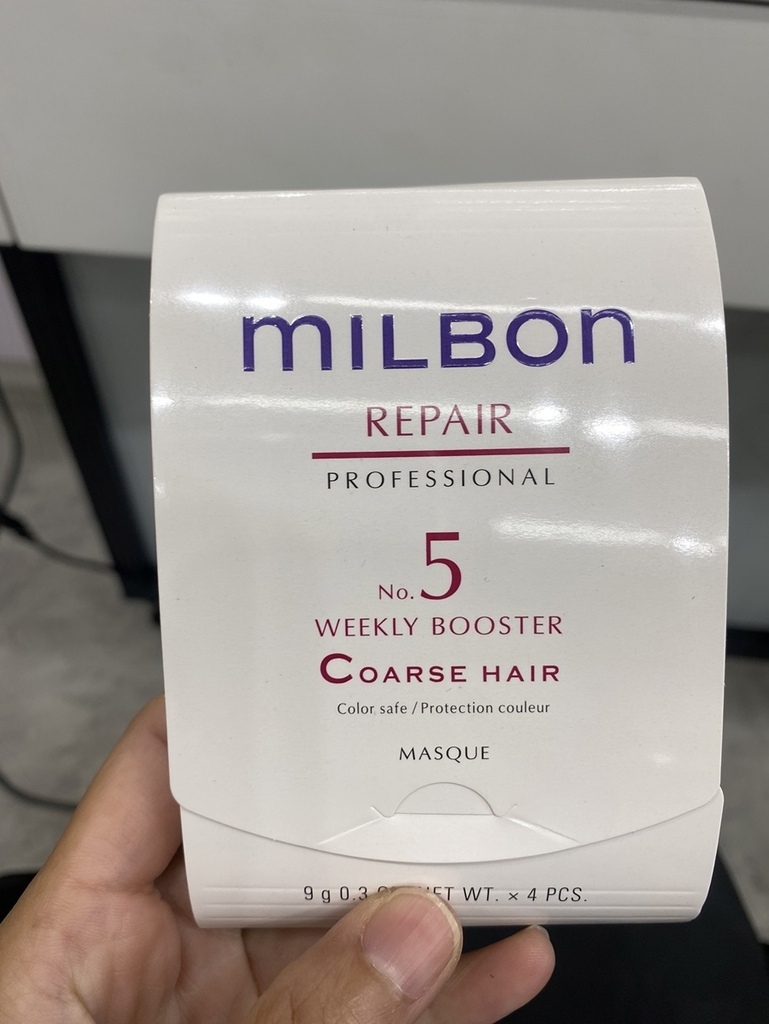 MILBON
REPAIR
PROFESSIONAL
No. 5
WEEKLY BOOSTER
COARSE HAIR
Color safe / Protection couleur
MASQUE
9 g 0.3 WT. × 4 PCS.